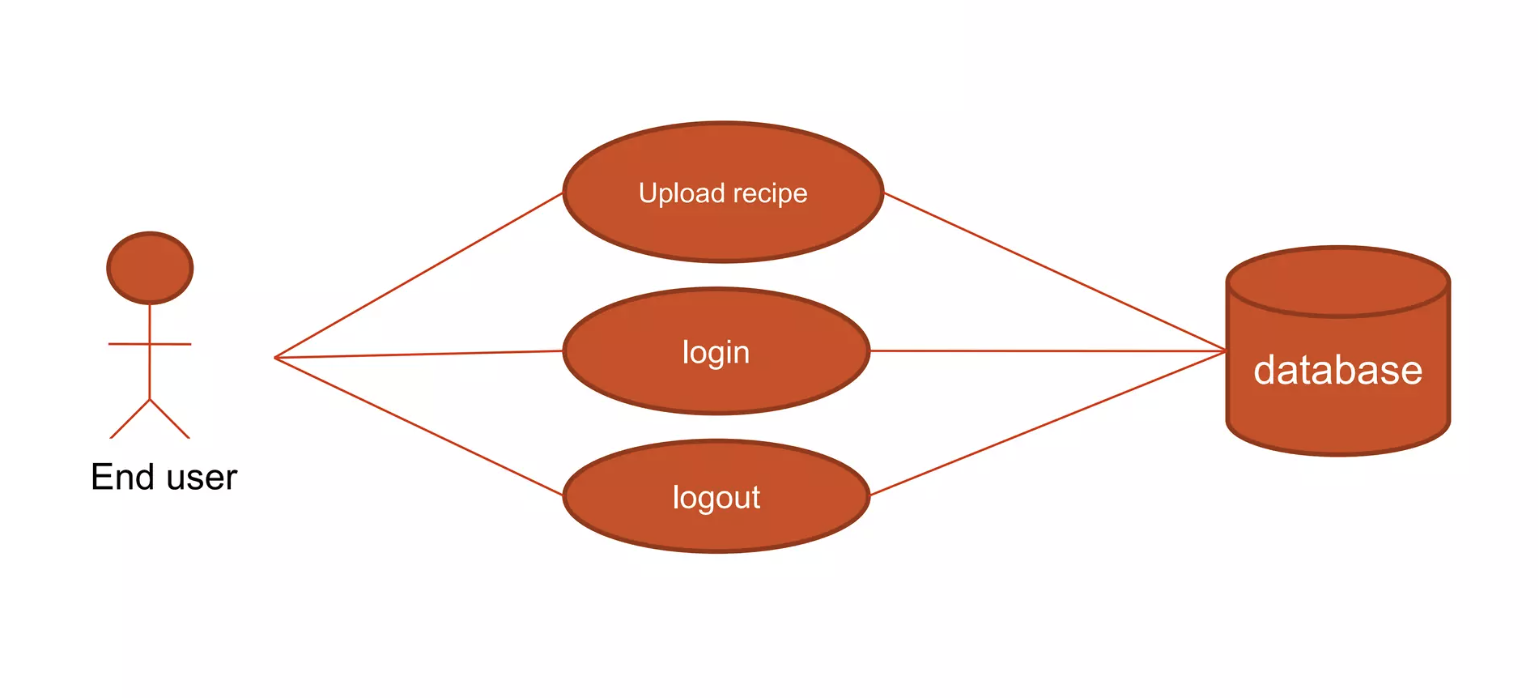 Upload recipe
login
database
End user
logout